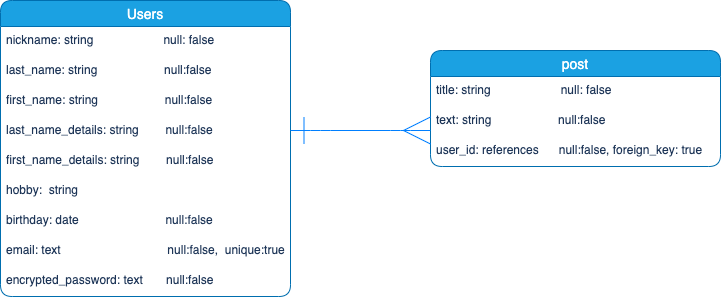 Users
nickname: string null: false
last_name: string null:false
first_name: string null:false
last_name_details: string null:false
first_name_details: string null:false
hobby: string
birthday: date null:false
email: text null:false, unique:true
encrypted_password: text null:false
post
title: string null: false
text: string null:false
user_id: references null:false, foreign_key: true